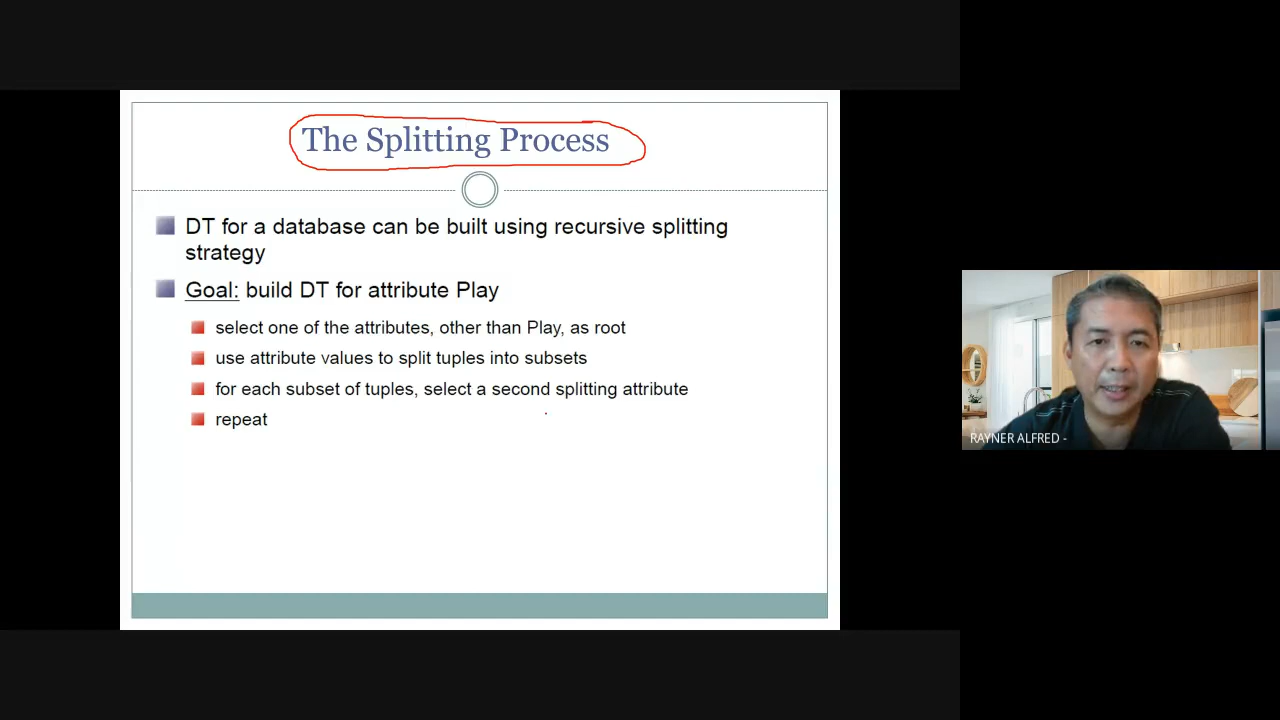 The Splitting Process
DT for a database can be built using recursive splitting
strategy
Goal: build DT for attribute Play
select one of the attributes, other than Play, as root
use attribute values to split tuples into subsets
for each subset of tuples, select a second splitting attribute
repeat
RAYNER ALFRED -